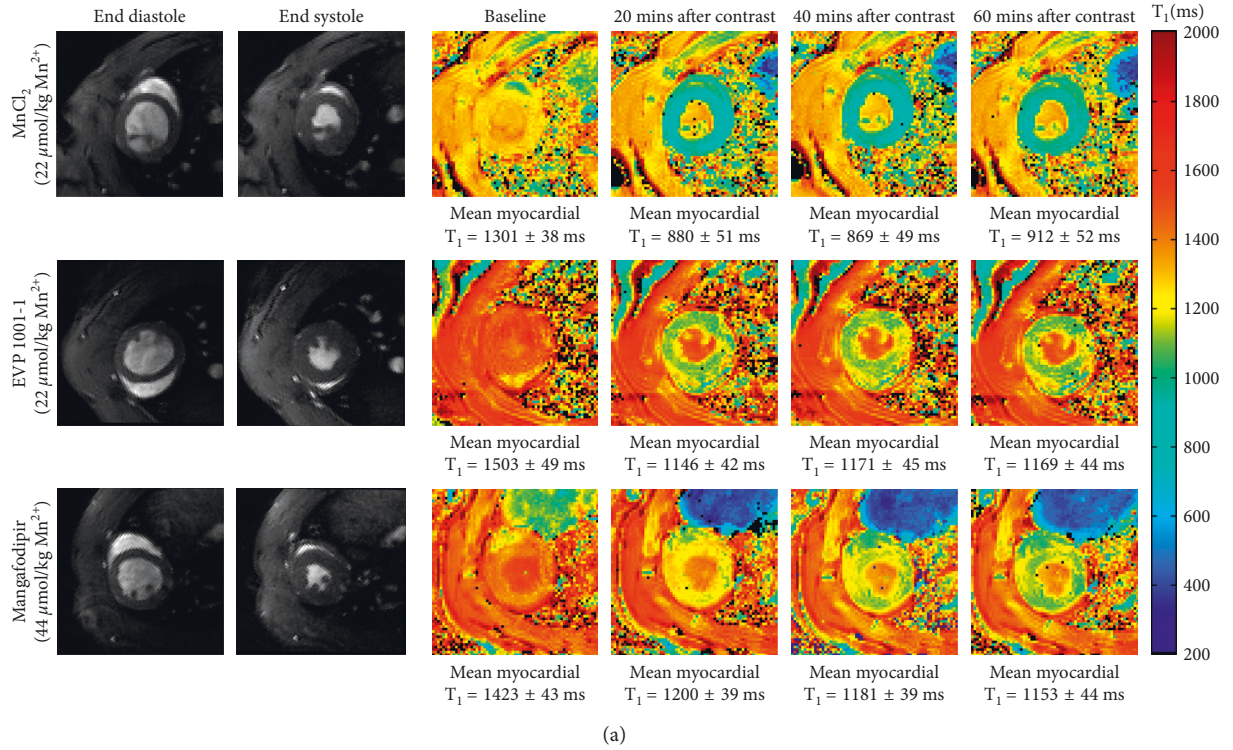 End diastole
End systole
Baseline
20 mins after contrast
40 mins after contrast
60 mins after contrast
T₁(ms)
MnCl₂
(22 μmol/kg Mn²⁺)
Mean myocardial
T₁ = 1301 ± 38 ms
Mean myocardial
T₁ = 880 ± 51 ms
Mean myocardial
T₁ = 869 ± 49 ms
Mean myocardial
T₁ = 912 ± 52 ms
EVP 1001-1
(22 μmol/kg Mn²⁺)
Mean myocardial
T₁ = 1503 ± 49 ms
Mean myocardial
T₁ = 1146 ± 42 ms
Mean myocardial
T₁ = 1171 ± 45 ms
Mean myocardial
T₁ = 1169 ± 44 ms
Mangafodipir
(44 μmol/kg Mn²⁺)
Mean myocardial
T₁ = 1423 ± 43 ms
Mean myocardial
T₁ = 1200 ± 39 ms
Mean myocardial
T₁ = 1181 ± 39 ms
Mean myocardial
T₁ = 1153 ± 44 ms
2000
1800
1600
1400
1200
1000
800
600
400
200
(a)